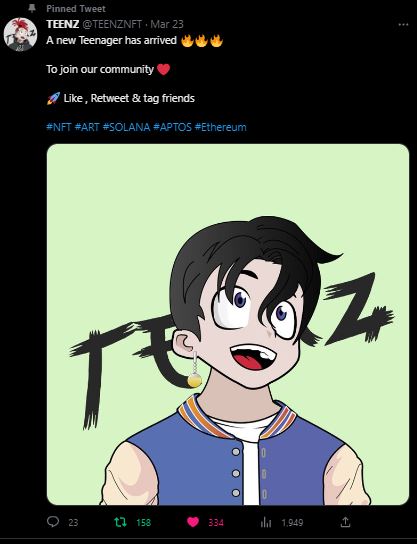 Pinned Tweet
TEENZ @TEENZNFT · Mar 23
A new Teenager has arrived 🔥🔥🔥
To join our community ❤️
🚀 Like , Retweet & tag friends
#NFT #ART #SOLANA #APTOS #Ethereum
TEENZ
23 158 334 1,949